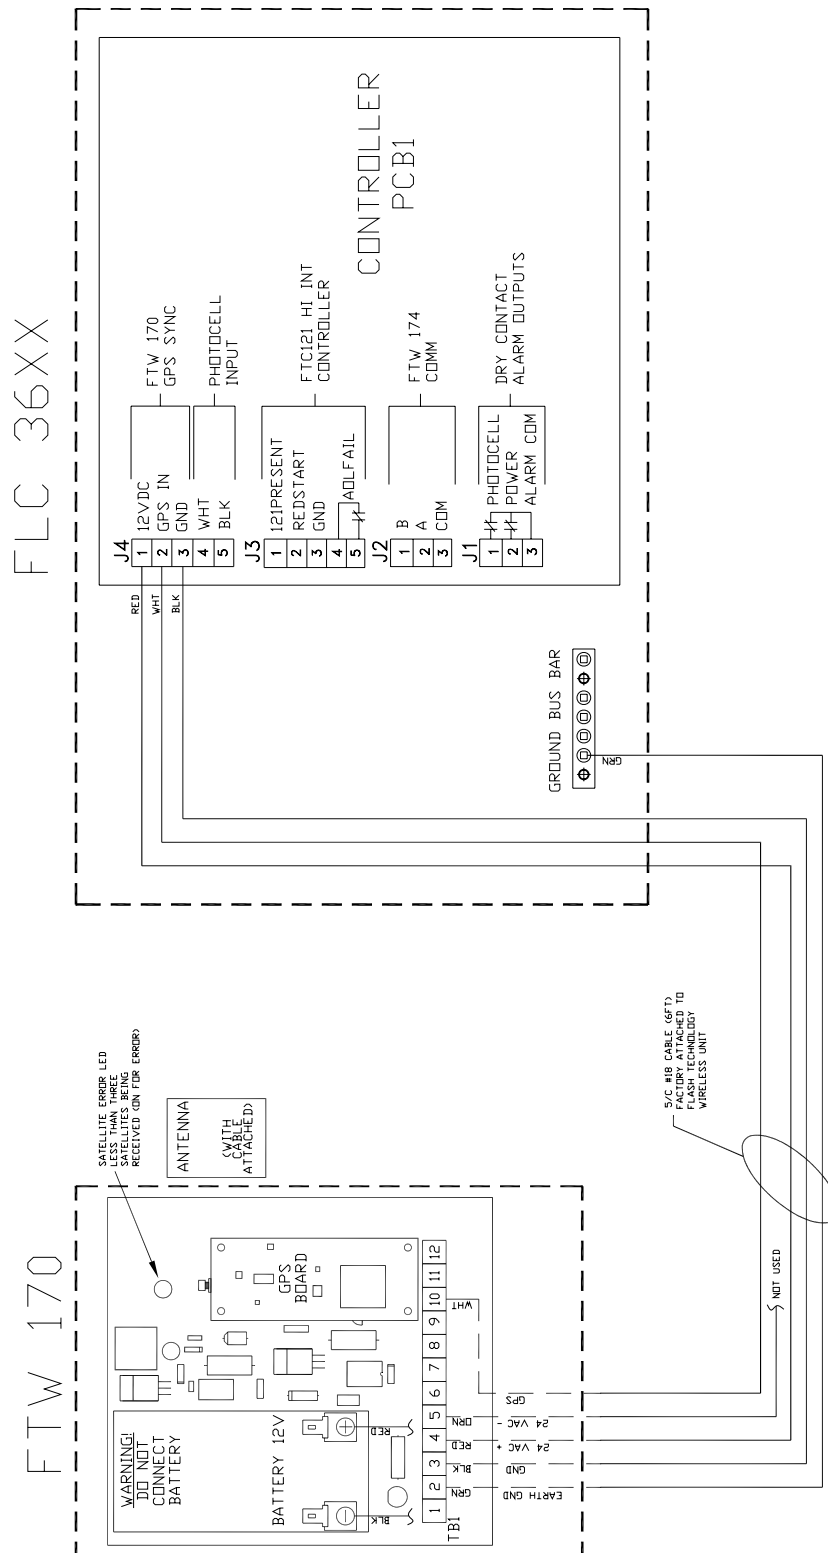 FLC 36XX
CONTROLLER
PCB1
J4
1
2
3
4
5
12VDC
GPS IN
GND
WHT
BLK
FTW 170
GPS SYNC
PHOTOCELL
INPUT
J3
1
2
3
4
5
121PRESENT
REDSTART
GND
AOLFAIL
FTC121 HI INT
CONTROLLER
J2
1
2
3
B
A
COM
FTW 174
COMM
J1
1
2
3
PHOTOCELL
POWER
ALARM COM
DRY CONTACT
ALARM OUTPUTS
RED
WHT
BLK
GROUND BUS BAR
GRN
5/C #18 CABLE (6FT)
FACTORY ATTACHED TO
FLASH TECHNOLOGY
WIRELESS UNIT
NOT USED
FTW 170
SATELLITE ERROR LED
LESS THAN THREE
SATELLITES BEING
RECEIVED (ON FOR ERROR)
ANTENNA
(WITH
CABLE
ATTACHED)
GPS
BOARD
WARNING!
DO NOT
CONNECT
BATTERY
BATTERY 12V
RED
BLK
TB1
1
2
3
4
5
6
7
8
9
10
11
12
WHT
GPS
ORN
24 VAC -
RED
24 VAC +
BLK
GND
GRN
EARTH GND